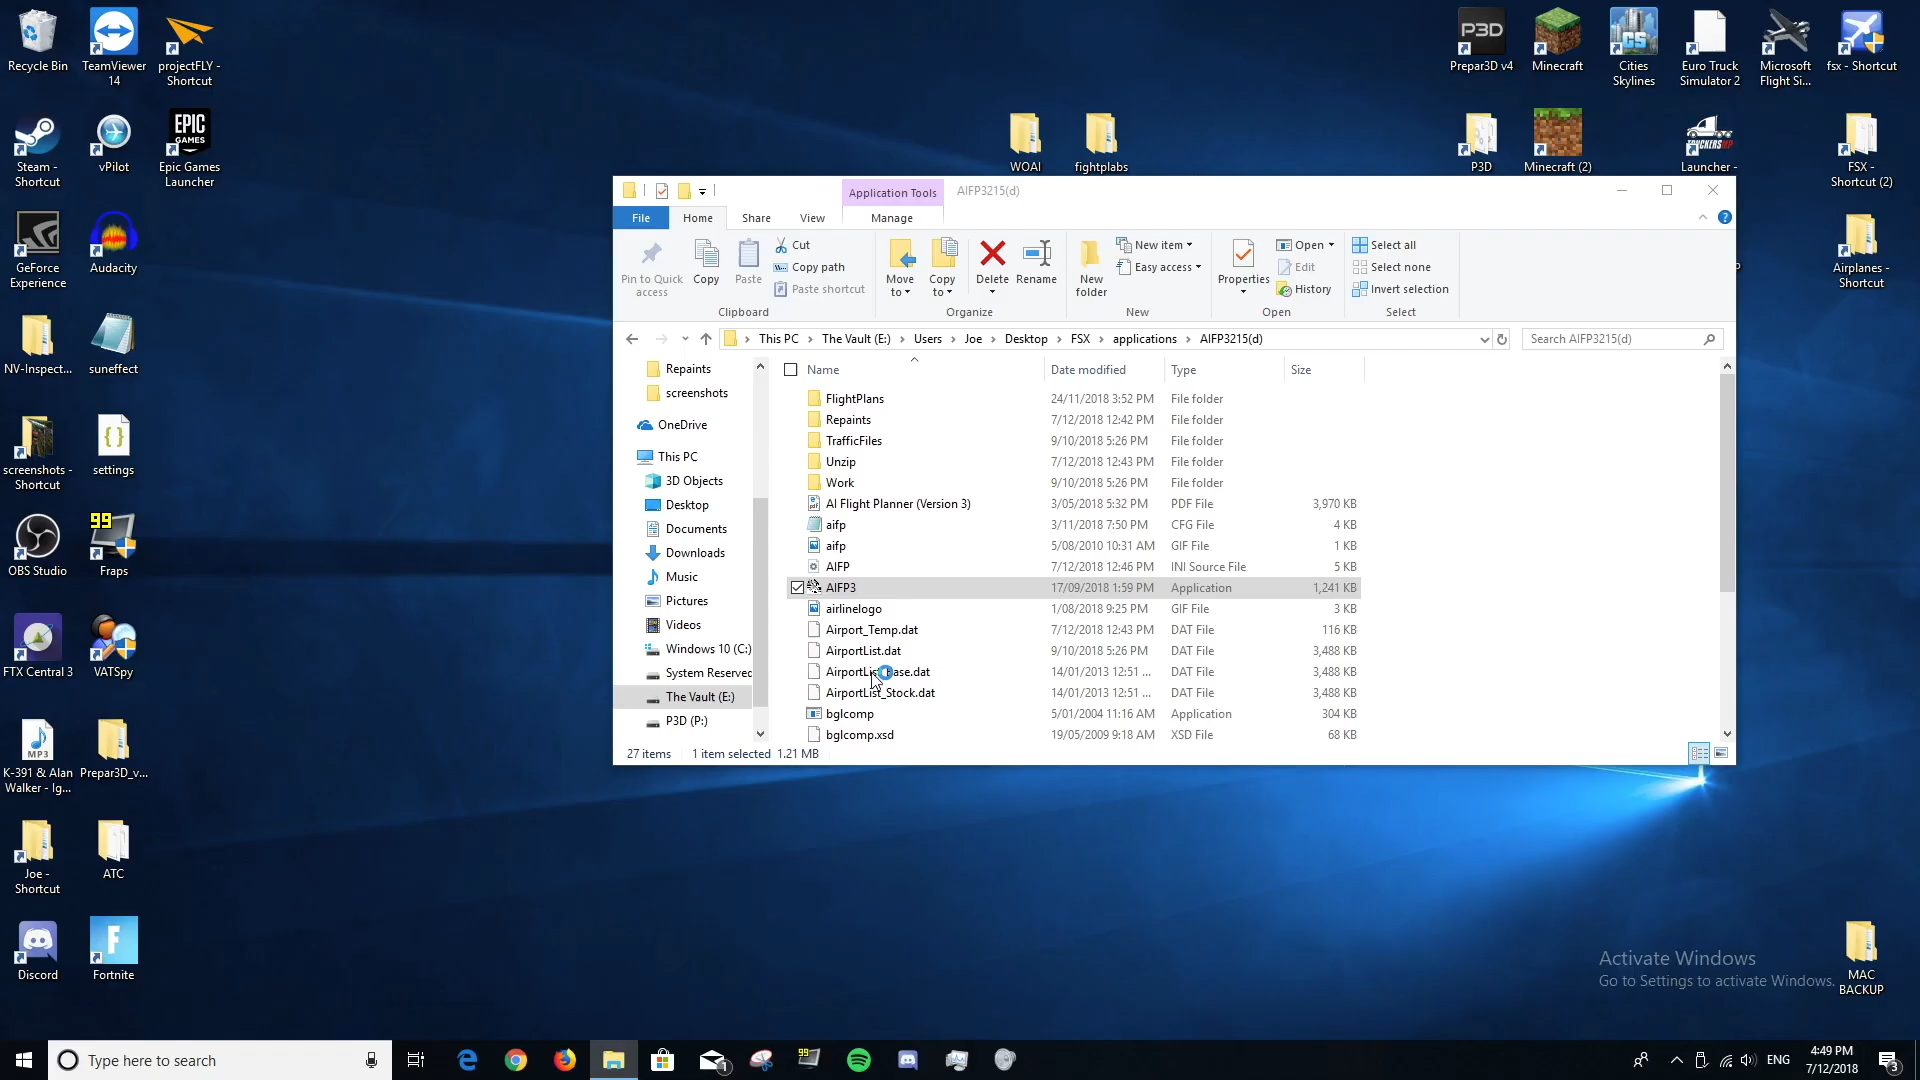 Recycle Bin
TeamViewer
14
projectFLY -
Shortcut
Steam -
Shortcut
vPilot
EPIC
GAMES
Epic Games
Launcher
GeForce
Experience
Audacity
NV-Inspect...
suneffect
screenshots -
Shortcut
settings
OBS Studio
99
Fraps
FTX Central 3
VATSpy
MP3
K-391 & Alan
Walker - Ig...
Prepar3D_v...
Joe -
Shortcut
ATC
Discord
Fortnite
WOAI
fightplabs
P3D
Prepar3D v4
Minecraft
CS
Cities
Skylines
Euro Truck
Simulator 2
Microsoft
Flight Si...
fsx - Shortcut
P3D
Minecraft (2)
TRUCKERSMP
Launcher -
FSX -
Shortcut (2)
Airplanes -
Shortcut
MAC
BACKUP
Application Tools
AIFP3215(d)
File
Home
Share
View
Manage
Pin to Quick
access
Copy
Paste
Cut
Copy path
Paste shortcut
Clipboard
Move
to
Copy
to
Delete
Rename
Organize
New
folder
New item
Easy access
New
Properties
Open
Edit
History
Open
Select all
Select none
Invert selection
Select
This PC > The Vault (E:) > Users > Joe > Desktop > FSX > applications > AIFP3215(d)
Search AIFP3215(d)
Repaints
screenshots
OneDrive
This PC
3D Objects
Desktop
Documents
Downloads
Music
Pictures
Videos
Windows 10 (C:)
System Reserved
The Vault (E:)
P3D (P:)
Name Date modified Type Size
FlightPlans 24/11/2018 3:52 PM File folder
Repaints 7/12/2018 12:42 PM File folder
TrafficFiles 9/10/2018 5:26 PM File folder
Unzip 7/12/2018 12:43 PM File folder
Work 9/10/2018 5:26 PM File folder
AI Flight Planner (Version 3) 3/05/2018 5:32 PM PDF File 3,970 KB
aifp 3/11/2018 7:50 PM CFG File 4 KB
aifp 5/08/2010 10:31 AM GIF File 1 KB
AIFP 7/12/2018 12:46 PM INI Source File 5 KB
AIFP3 17/09/2018 1:59 PM Application 1,241 KB
airlinelogo 1/08/2018 9:25 PM GIF File 3 KB
Airport_Temp.dat 7/12/2018 12:43 PM DAT File 116 KB
AirportList.dat 9/10/2018 5:26 PM DAT File 3,488 KB
AirportList_Base.dat 14/01/2013 12:51 ... DAT File 3,488 KB
AirportList_Stock.dat 14/01/2013 12:51 ... DAT File 3,488 KB
bglcomp 5/01/2004 11:16 AM Application 304 KB
bglcomp.xsd 19/05/2009 9:18 AM XSD File 68 KB
27 items 1 item selected 1.21 MB
Activate Windows
Go to Settings to activate Windows.
Type here to search
1
99
ENG
4:49 PM
7/12/2018
3